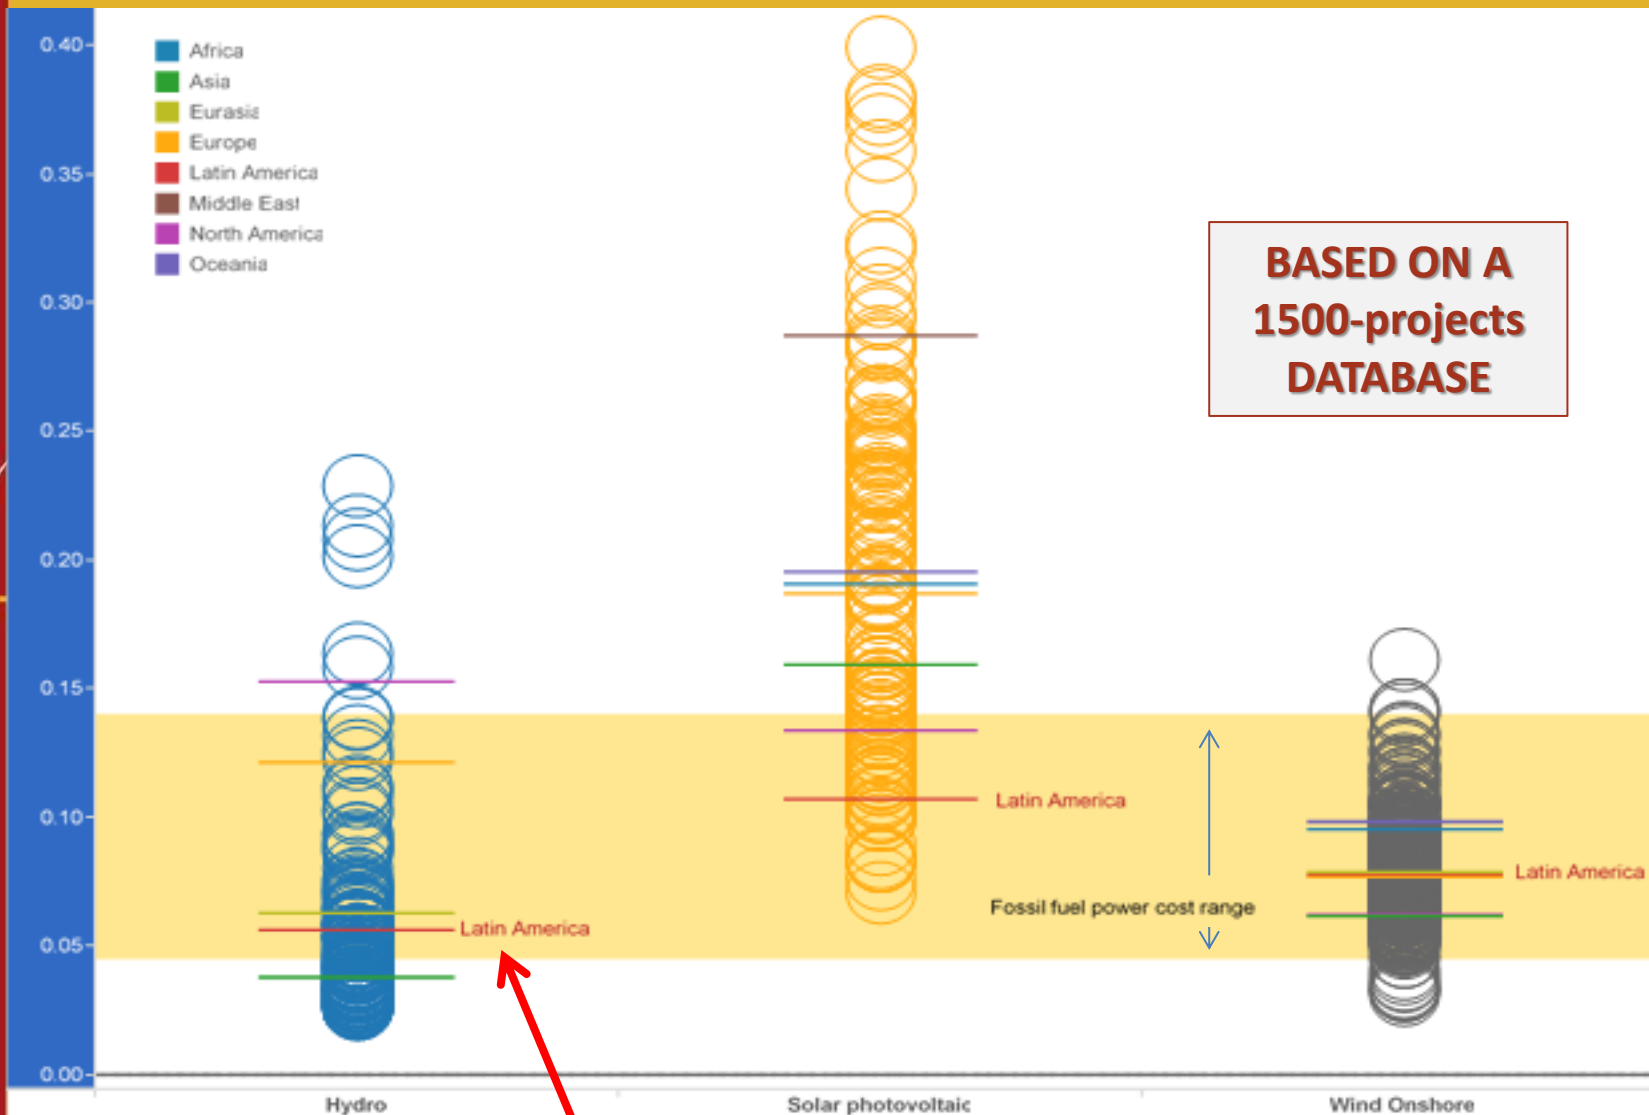 0.40
0.35
0.30
0.25
0.20
0.15
0.10
0.05
0.00
Africa
Asia
Eurasia
Europe
Latin America
Middle East
North America
Oceania
BASED ON A
1500-projects
DATABASE
Latin America
Latin America
Latin America
Fossil fuel power cost range
Hydro
Solar photovoltaic
Wind Onshore